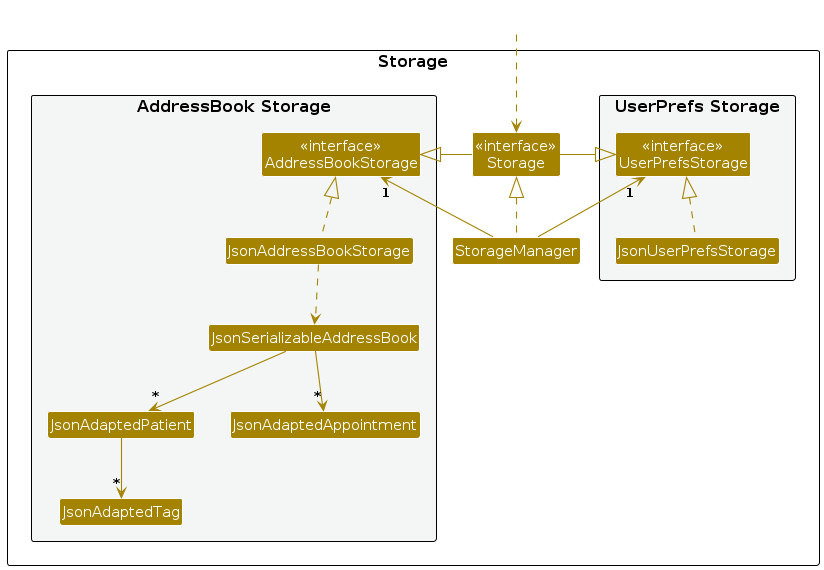 Storage
AddressBook Storage
UserPrefs Storage
«interface»
AddressBookStorage
«interface»
Storage
«interface»
UserPrefsStorage
1
1
JsonAddressBookStorage
StorageManager
JsonUserPrefsStorage
JsonSerializableAddressBook
*
*
JsonAdaptedPatient
JsonAdaptedAppointment
*
JsonAdaptedTag